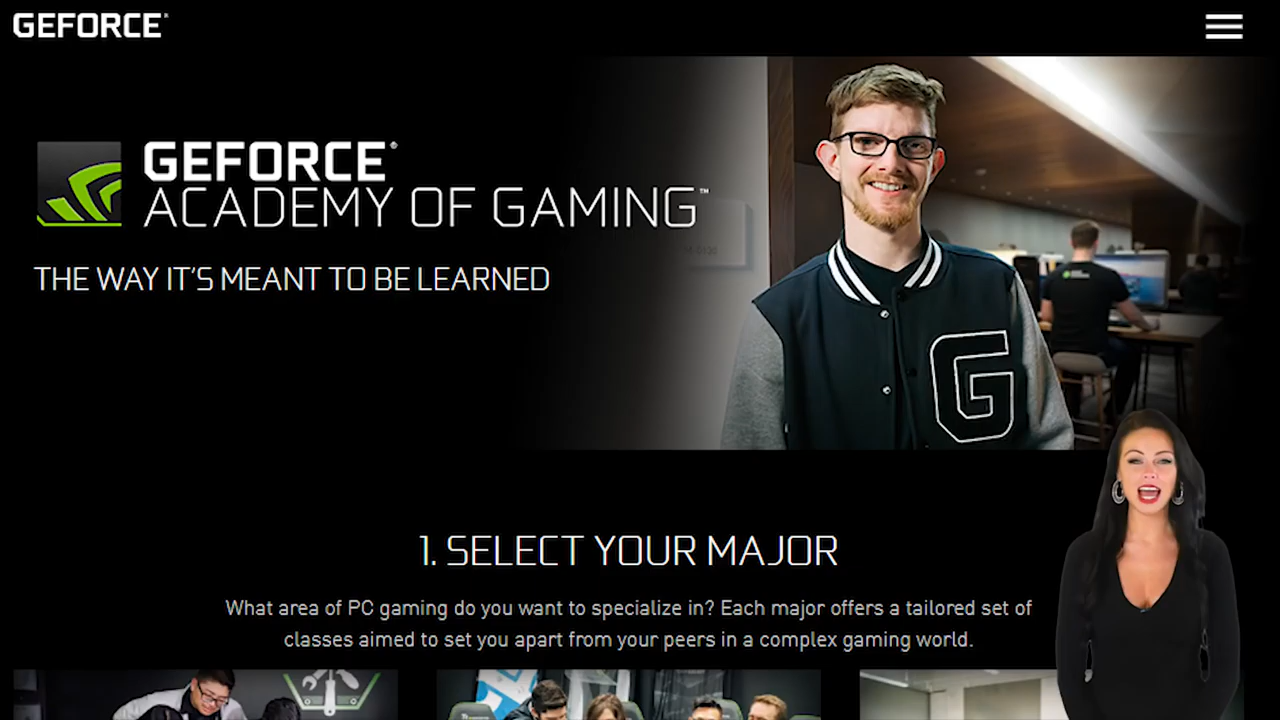 GEFORCE®
GEFORCE®
ACADEMY OF GAMING™
THE WAY IT'S MEANT TO BE LEARNED
G
1. SELECT YOUR MAJOR
What area of PC gaming do you want to specialize in? Each major offers a tailored set of
classes aimed to set you apart from your peers in a complex gaming world.